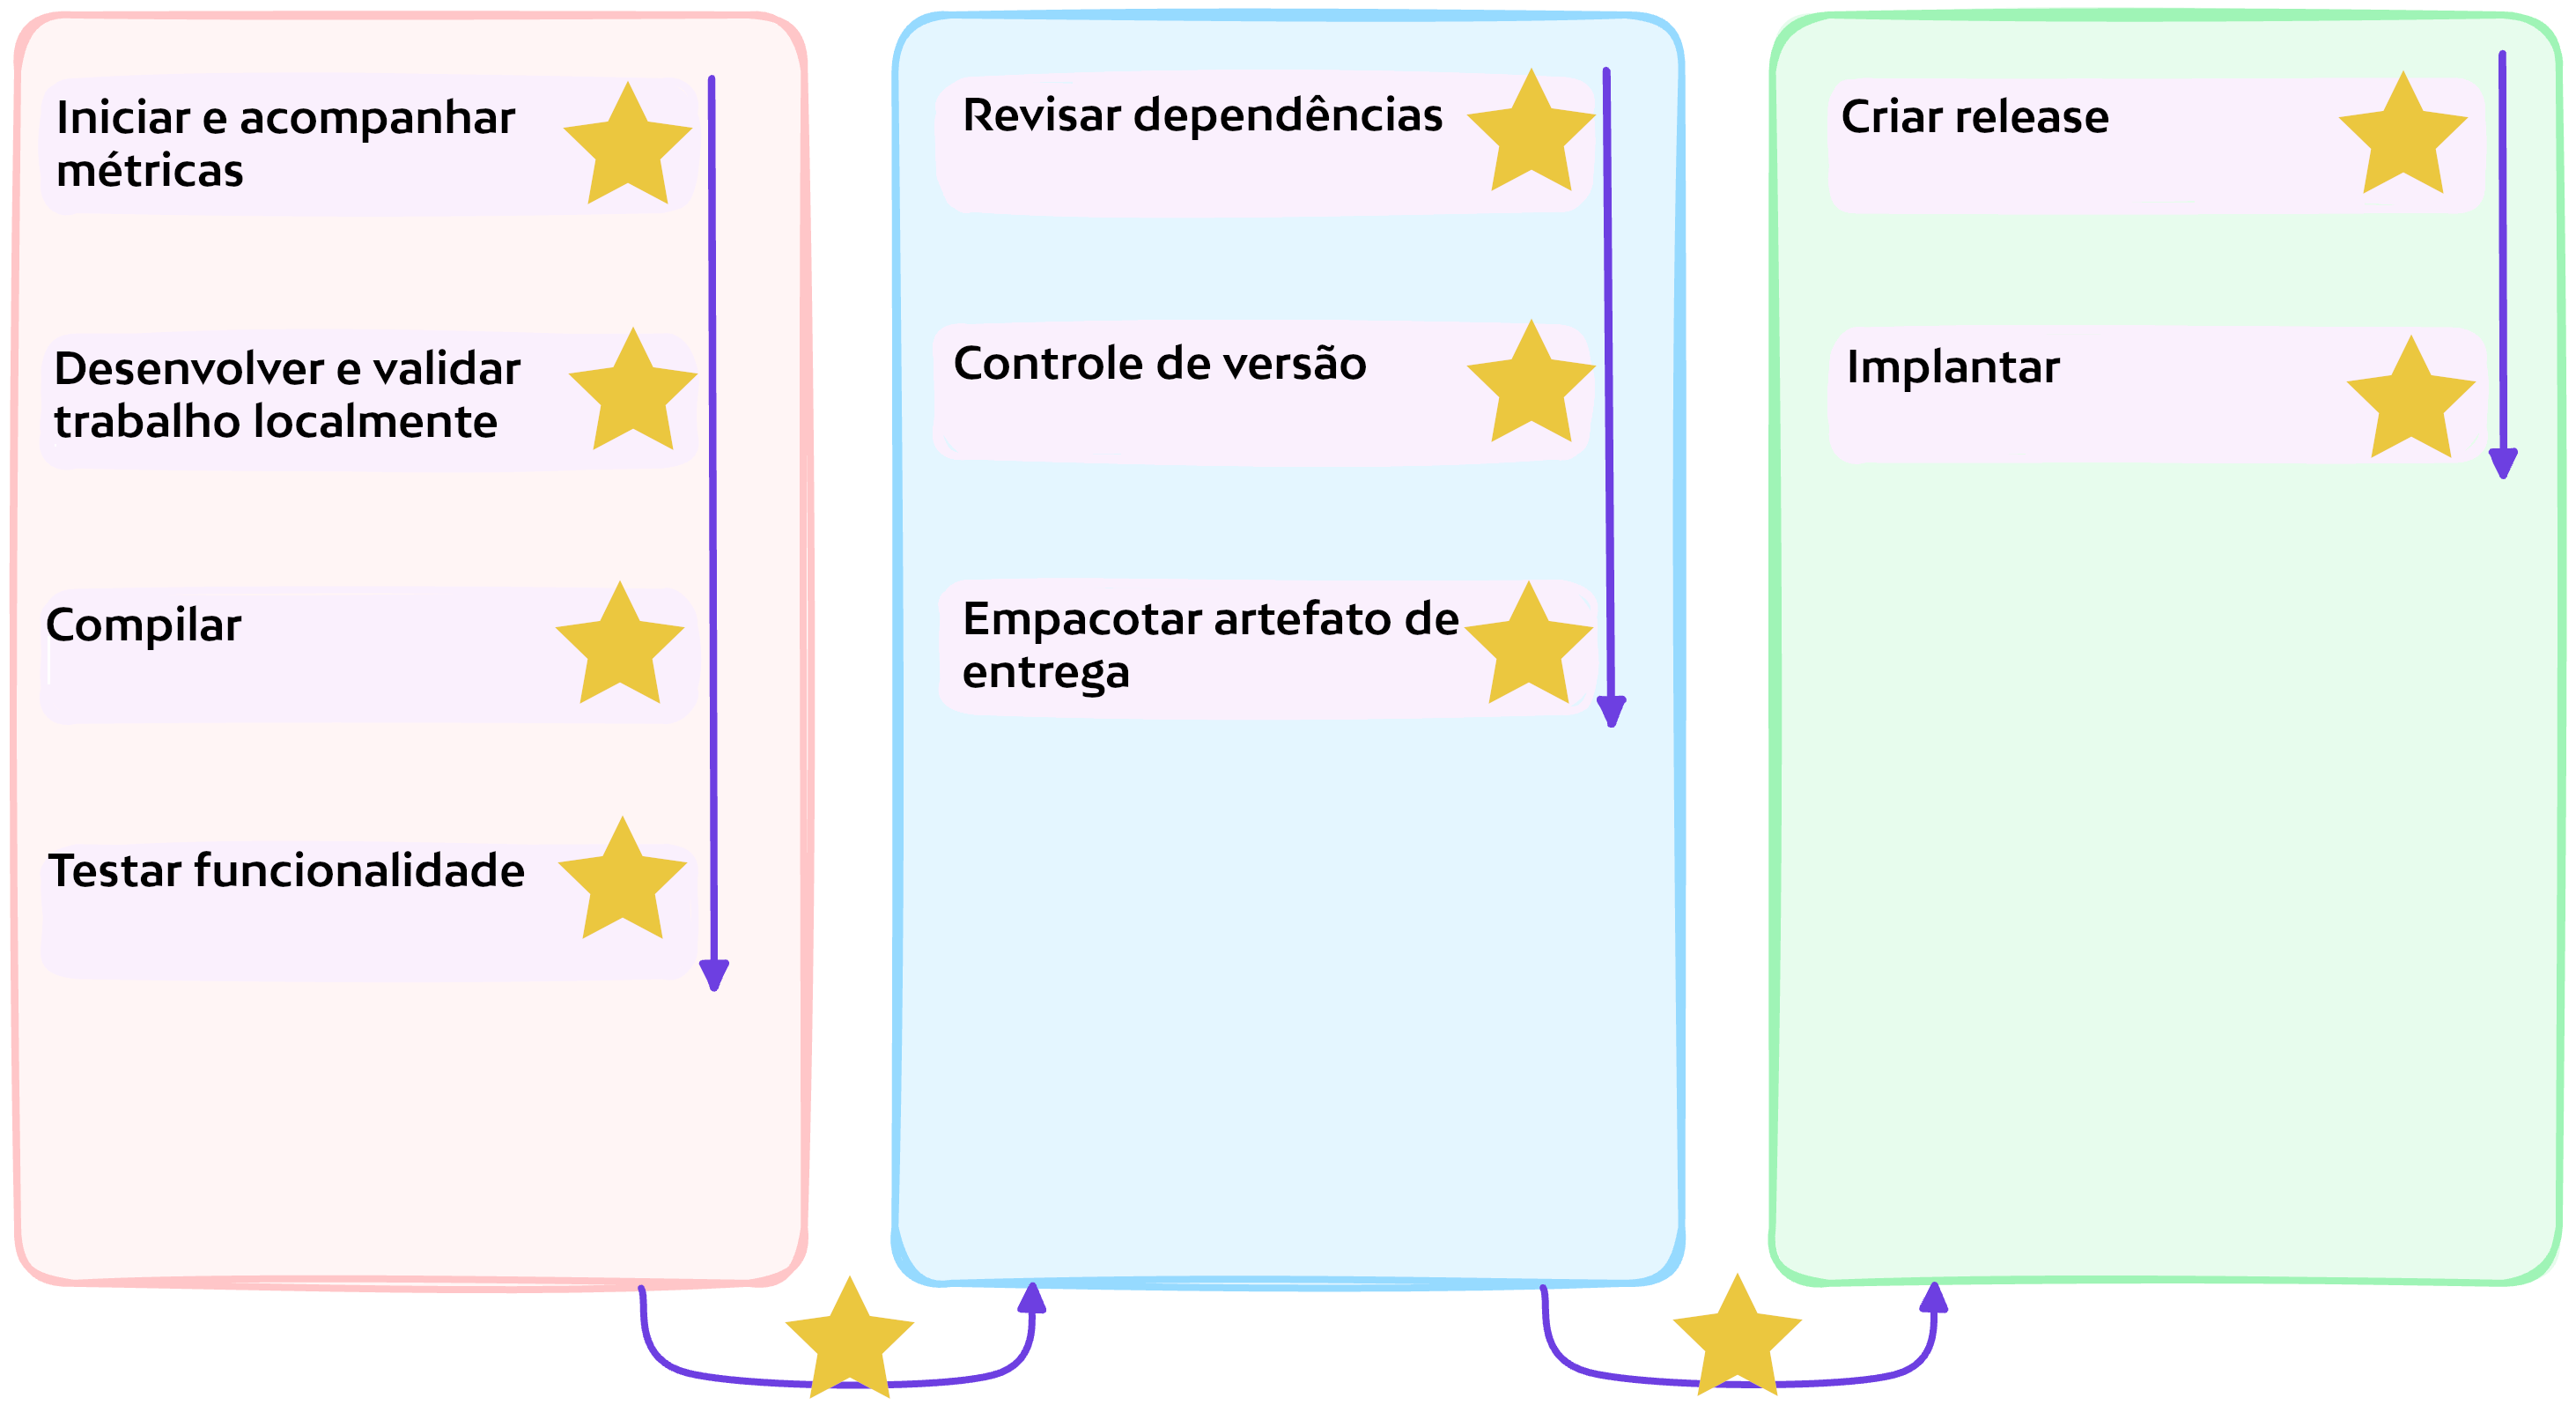 Iniciar e acompanhar
métricas
Desenvolver e validar
trabalho localmente
Compilar
Testar funcionalidade
Revisar dependências
Controle de versão
Empacotar artefato de
entrega
Criar release
Implantar